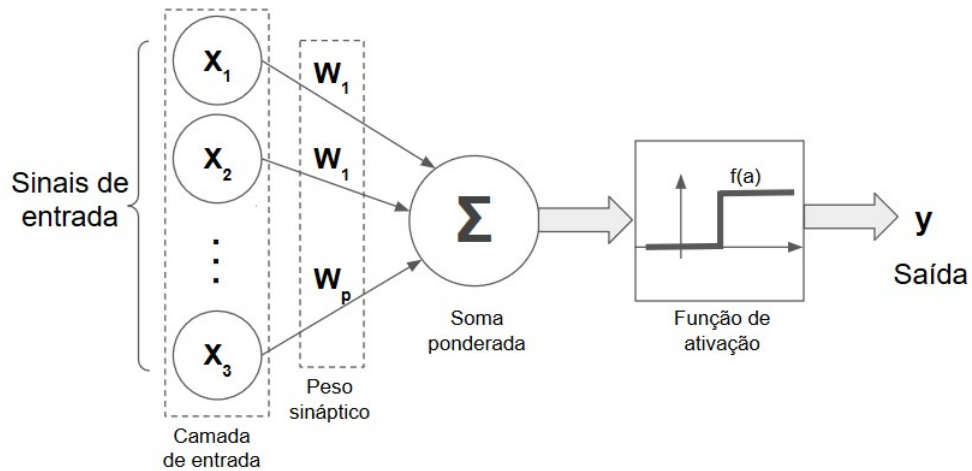 Sinais de
entrada
X1
X2
X3
Camada
de entrada
W1
W1
Wp
Peso
sináptico
Σ
Soma
ponderada
f(a)
Função de
ativação
y
Saída